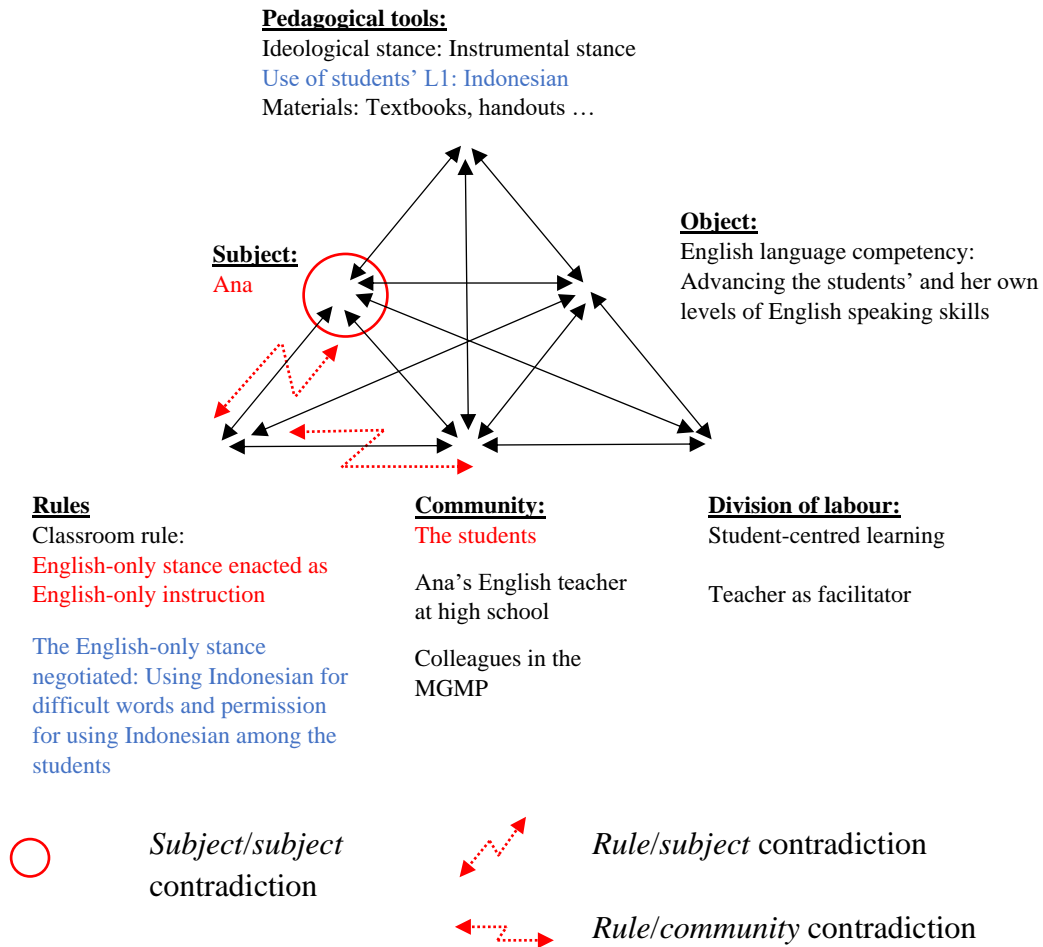 Pedagogical tools:
Ideological stance: Instrumental stance
Use of students’ L1: Indonesian
Materials: Textbooks, handouts …
Subject:
Ana
Object:
English language competency:
Advancing the students’ and her own
levels of English speaking skills
Rules
Classroom rule:
English-only stance enacted as
English-only instruction
The English-only stance
negotiated: Using Indonesian for
difficult words and permission
for using Indonesian among the
students
Community:
The students
Ana’s English teacher
at high school
Colleagues in the
MGMP
Division of labour:
Student-centred learning
Teacher as facilitator
Subject/subject
contradiction
Rule/subject contradiction
Rule/community contradiction